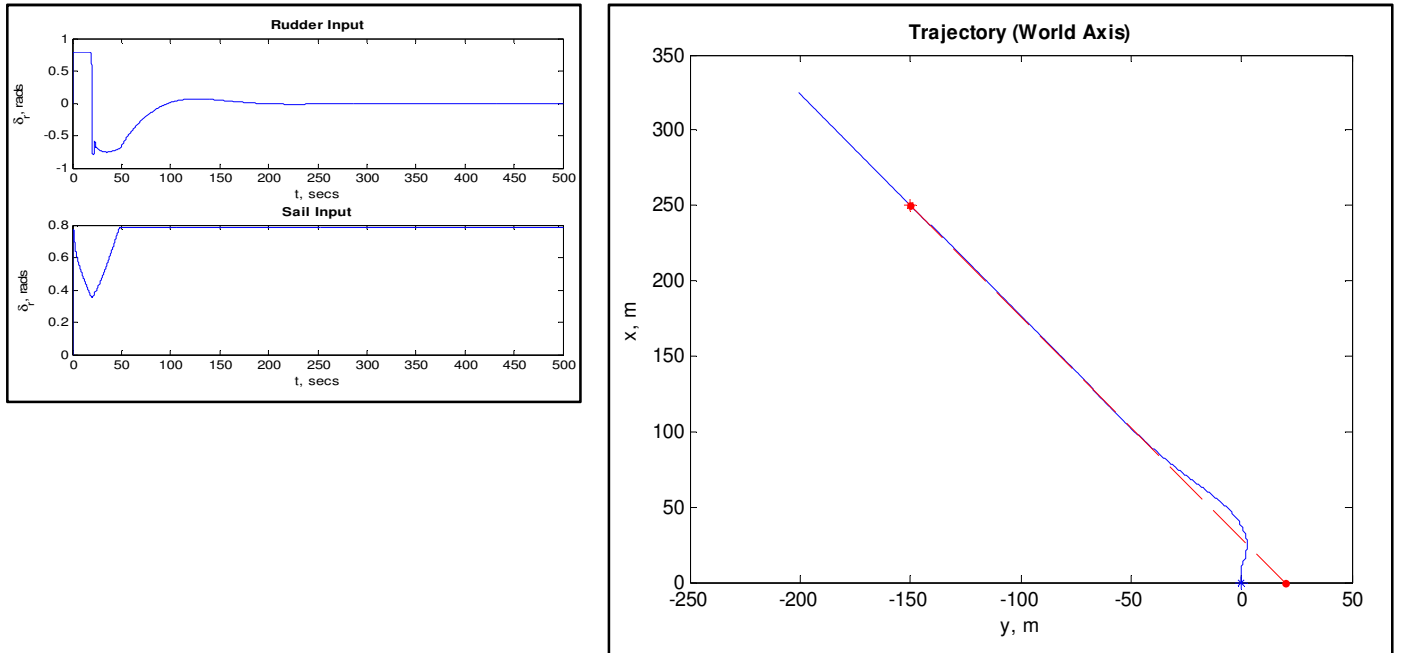 Rudder Input
1
0.5
0
-0.5
-1
δr, rads
0 50 100 150 200 250 300 350 400 450 500
t, secs
Sail Input
0.8
0.6
0.4
0.2
0
δr, rads
0 50 100 150 200 250 300 350 400 450 500
t, secs
Trajectory (World Axis)
350
300
250
200
150
100
50
0
x, m
-250 -200 -150 -100 -50 0 50
y, m